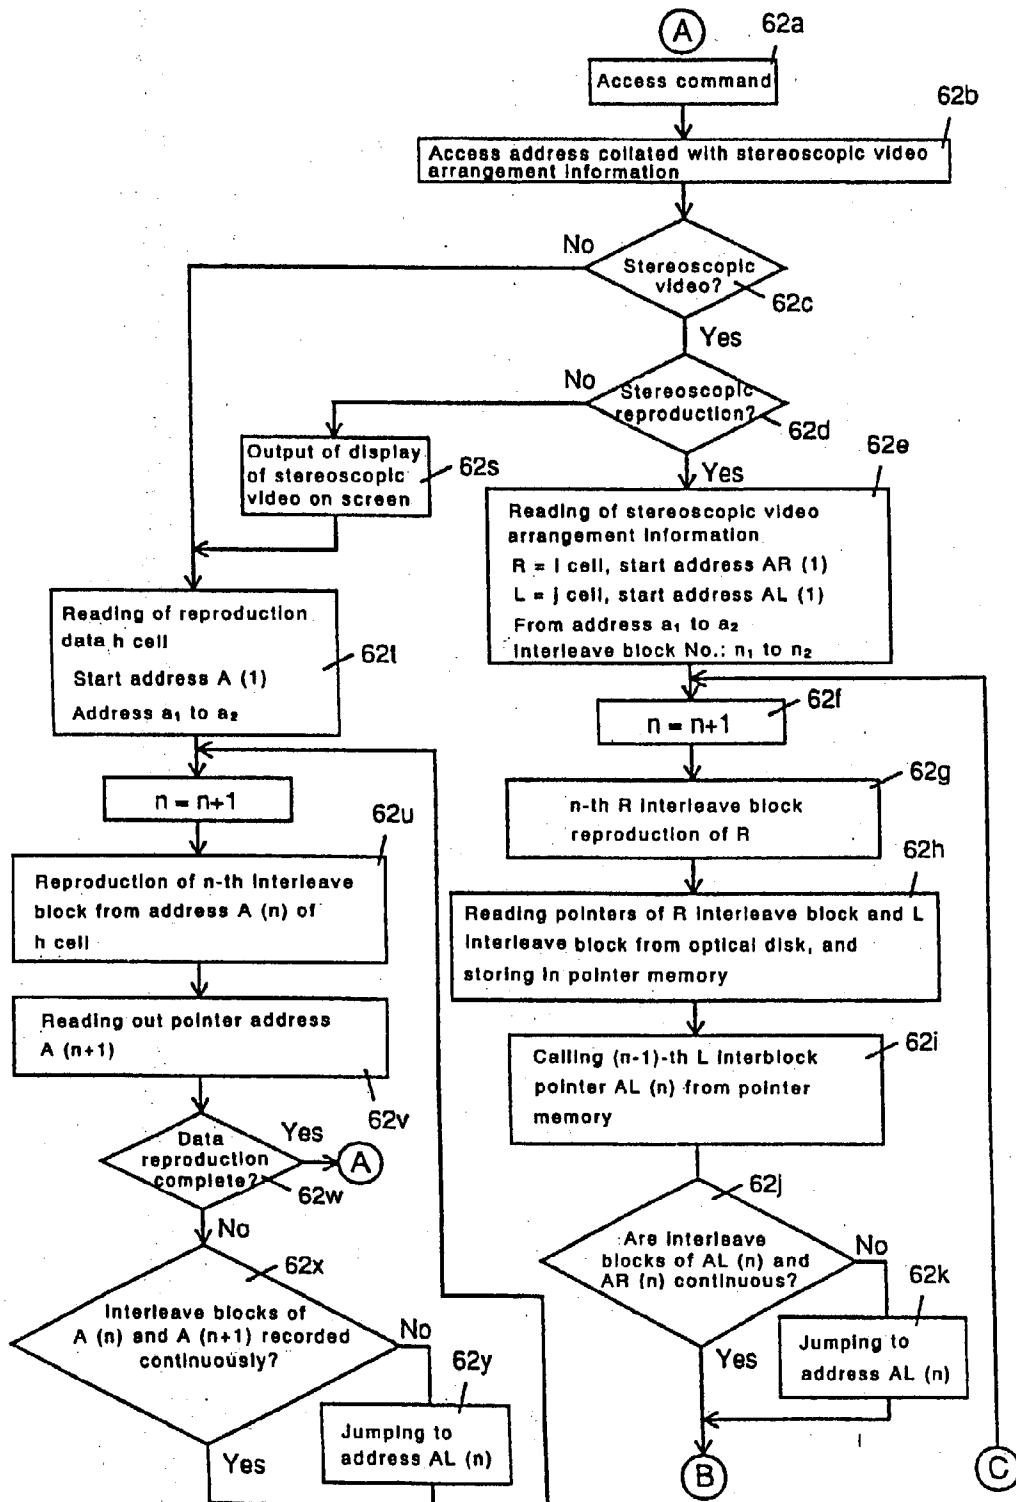 A
62a
Access command
62b
Access address collated with stereoscopic video
arrangement information
No
Stereoscopic
video?
62c
Yes
No
Stereoscopic
reproduction?
62d
62e
Yes
Output of display
of stereoscopic
video on screen
62s
Reading of stereoscopic video
arrangement information
R = i cell, start address AR (1)
L = j cell, start address AL (1)
From address a₁ to a₂
Interleave block No.: n₁ to n₂
Reading of reproduction
data h cell
Start address A (1)
Address a₁ to a₂
62t
62f
n = n+1
n = n+1
62g
n-th R interleave block
reproduction of R
62u
Reproduction of n-th interleave
block from address A (n) of
h cell
62h
Reading pointers of R interleave block and L
interleave block from optical disk, and
storing in pointer memory
Reading out pointer address
A (n+1)
62v
62i
Calling (n-1)-th L interblock
pointer AL (n) from pointer
memory
Data
reproduction
complete?
Yes
A
62w
No
62j
Are interleave
blocks of AL (n) and
AR (n) continuous?
No
62k
Jumping to
address AL (n)
Yes
62x
Interleave blocks of
A (n) and A (n+1) recorded
continuously?
No
62y
Jumping to
address AL (n)
Yes
B
C